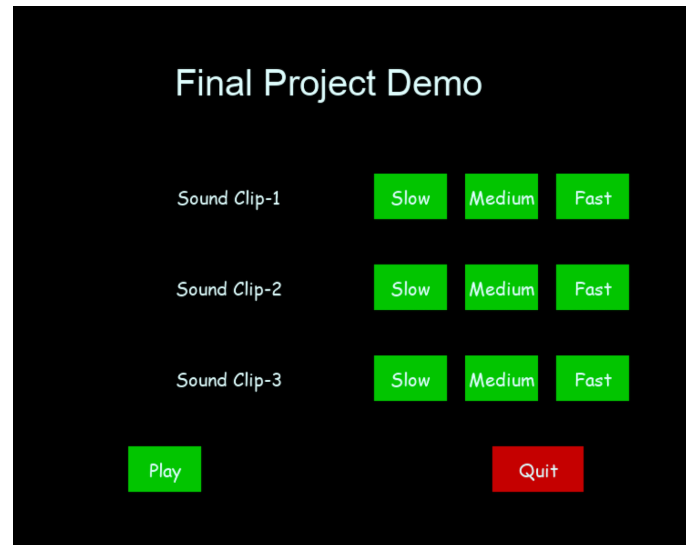 Final Project Demo
Sound Clip-1 Slow Medium Fast
Sound Clip-2 Slow Medium Fast
Sound Clip-3 Slow Medium Fast
Play Quit